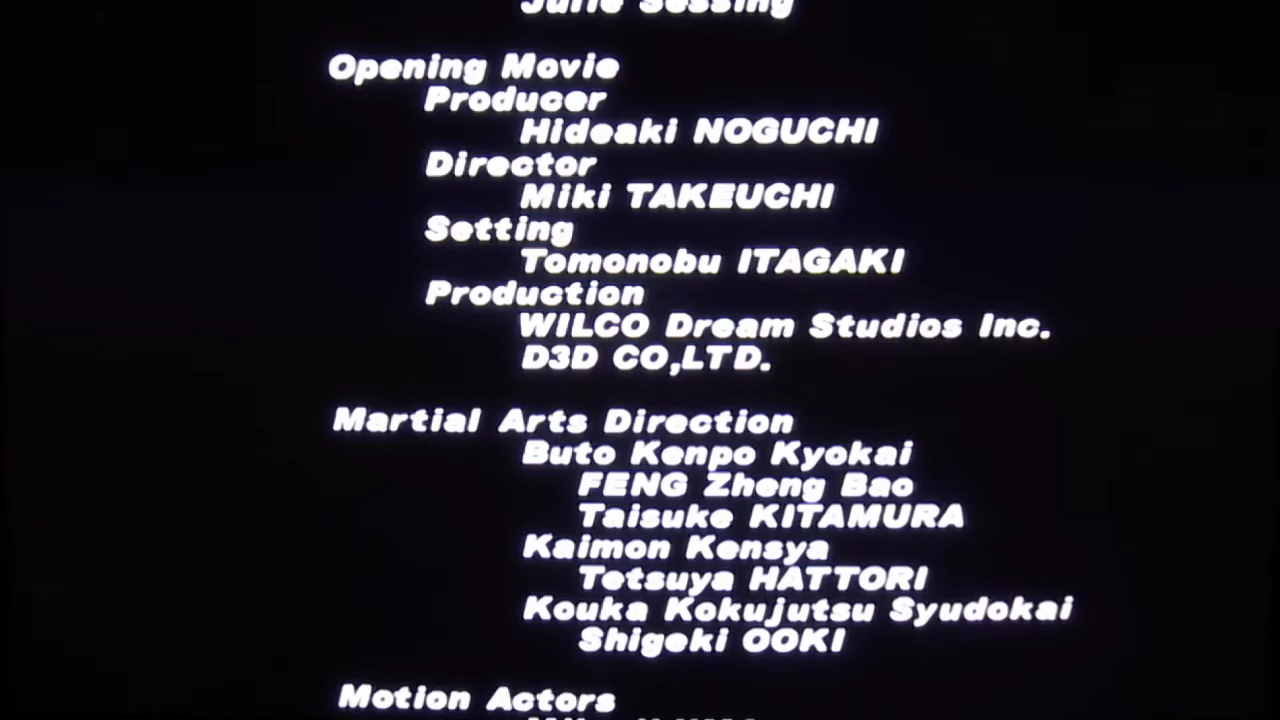 Julie Sessing
Opening Movie
Producer
Hideaki NOGUCHI
Director
Miki TAKEUCHI
Setting
Tomonobu ITAGAKI
Production
WILCO Dream Studios Inc.
D3D CO,LTD.
Martial Arts Direction
Buto Kenpo Kyokai
FENG Zheng Bao
Taisuke KITAMURA
Kaimon Kensya
Tetsuya HATTORI
Kouka Kokujutsu Syudokai
Shigeki OOKI
Motion Actors